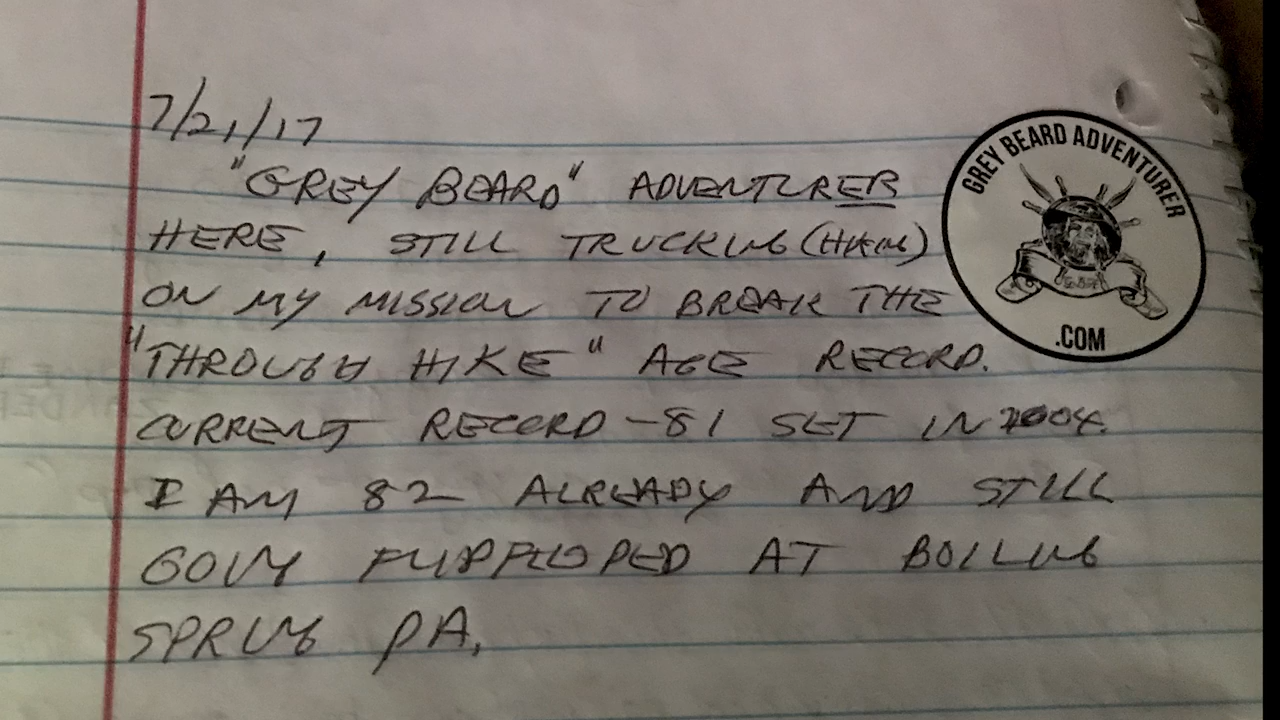 7/21/17
"GREY BEARD" ADVENTURER
HERE, STILL TRUCKING (HIKING)
ON MY MISSION TO BREAK THE
"THROUGH HIKE" AGE RECORD.
CURRENT RECORD - 81 SET IN 2004.
I AM 82 ALREADY AND STILL
GOING FLIPFLOPED AT BOILING
SPRING PA.
GREY BEARD ADVENTURER
.COM